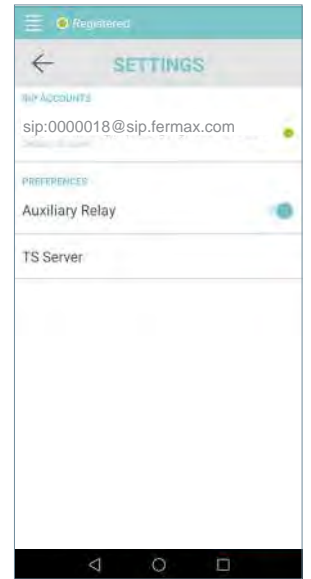 Registered
SETTINGS
SIP ACCOUNTS
sip:0000018@sip.fermax.com
PREFERENCES
Auxiliary Relay
TS Server